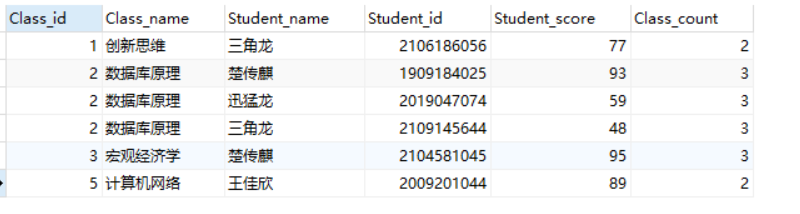 Class_id Class_name Student_name Student_id Student_score Class_count
1 创新思维 三角龙 2106186056 77 2
2 数据库原理 楚传麒 1909184025 93 3
2 数据库原理 迅猛龙 2019047074 59 3
2 数据库原理 三角龙 2109145644 48 3
3 宏观经济学 楚传麒 2104581045 95 3
5 计算机网络 王佳欣 2009201044 89 2